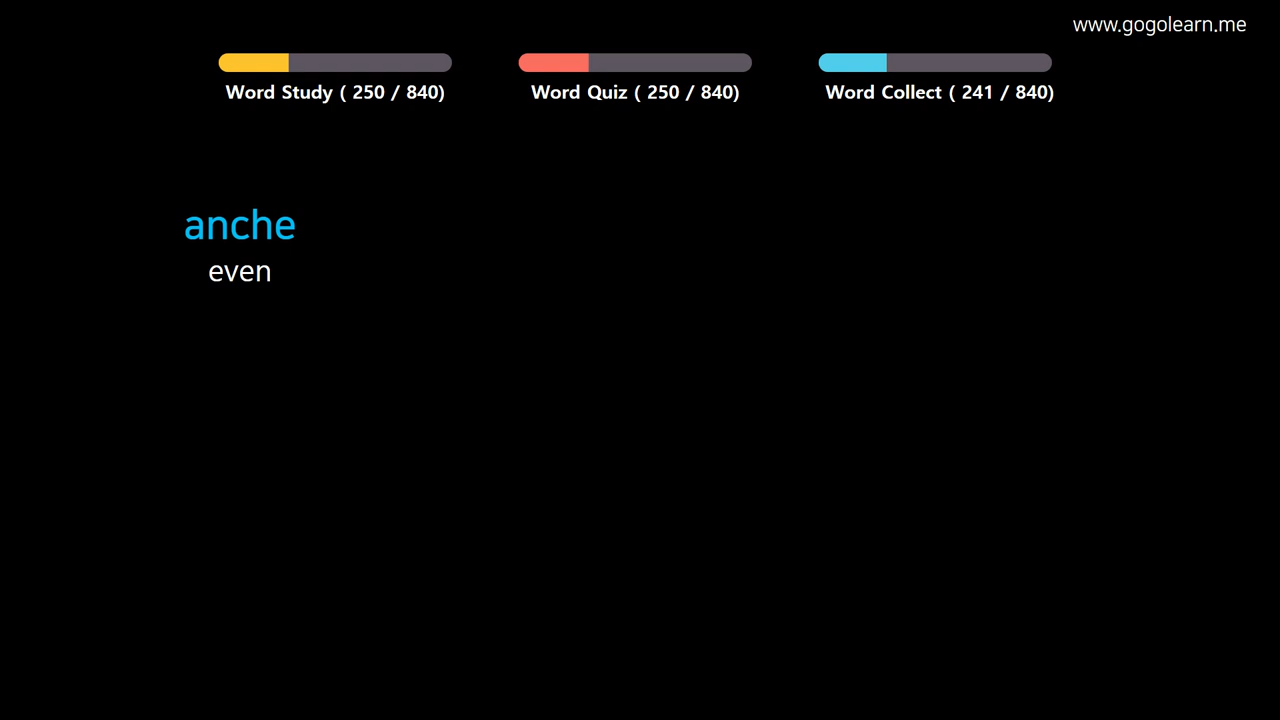 www.gogolearn.me
Word Study ( 250 / 840)
Word Quiz ( 250 / 840)
Word Collect ( 241 / 840)
anche
even